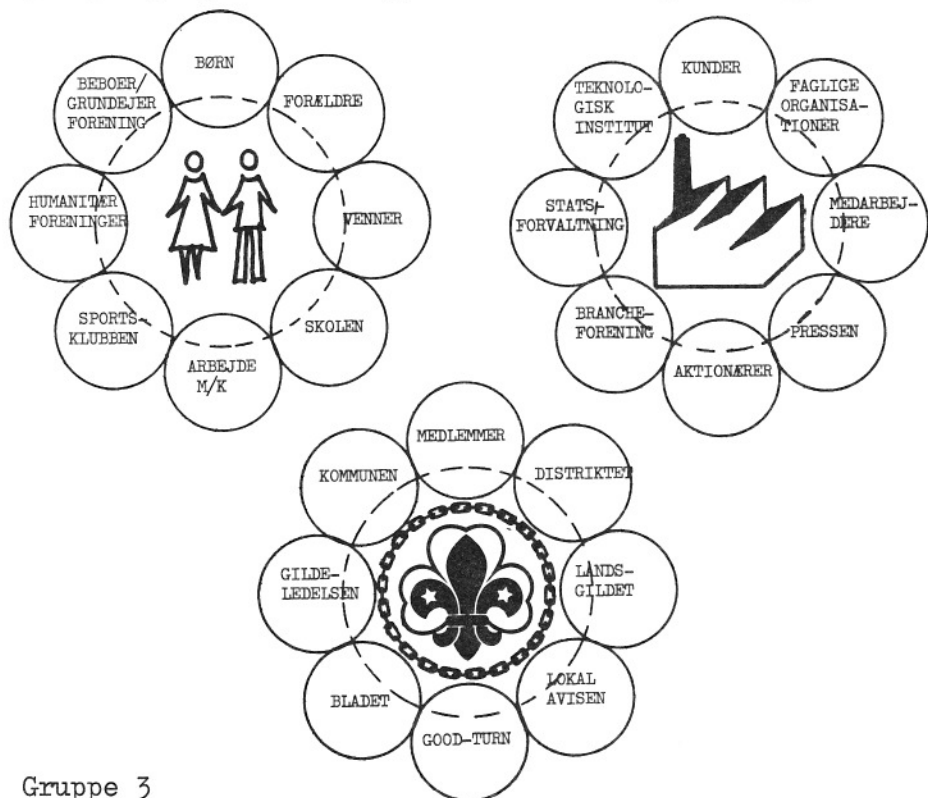 BØRN
FORÆLDRE
VENNER
SKOLEN
ARBEJDE
M/K
SPORTS-
KLUBBEN
HUMANITÆR
FORENINGER
BEBOER/
GRUNDEJER
FORENING
KUNDER
FAGLIGE
ORGANISA-
TIONER
MEDARBEJ-
DERE
PRESSEN
AKTIONÆRER
BRANCHE-
FORENING
STATS-
FORVALTNING
TEKNOLO-
GISK
INSTITUT
MEDLEMMER
DISTRIKTET
LANDS-
GILDET
LOKAL
AVISEN
GOOD-TURN
BLADET
GILDE-
LEDELSEN
KOMMUNEN
Gruppe 3